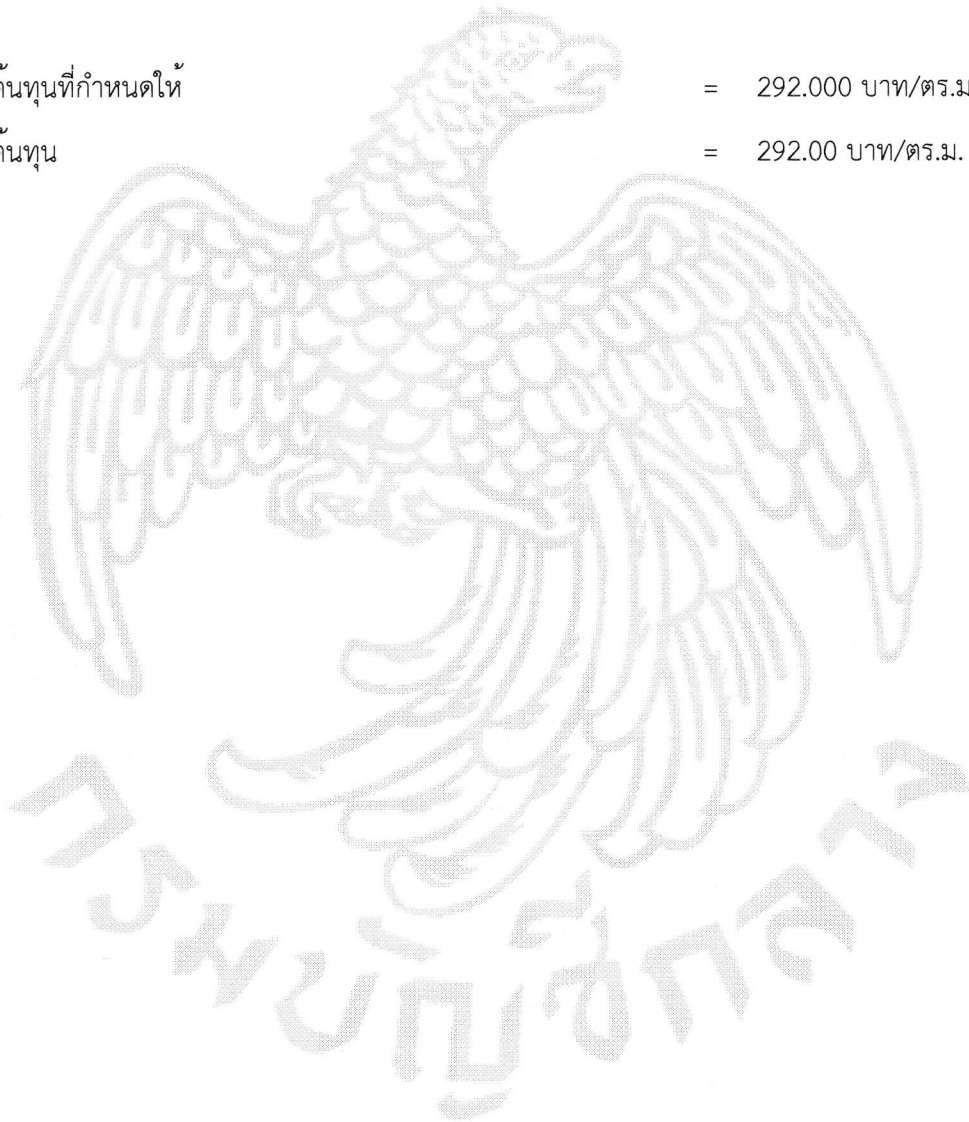 ต้นทุนที่กำหนดให้ = 292.000 บาท/ตร.ม
ต้นทุน = 292.00 บาท/ตร.ม.
กรมบัญชีกลาง